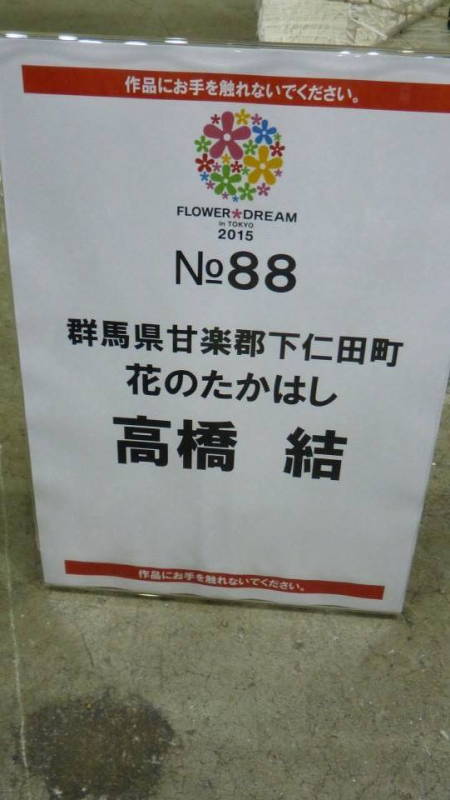 作品にお手を触れないでください。
FLOWER★DREAM
in TOKYO
2015
№88
群馬県甘楽郡下仁田町
花のたかはし
高橋 結
作品にお手を触れないでください。